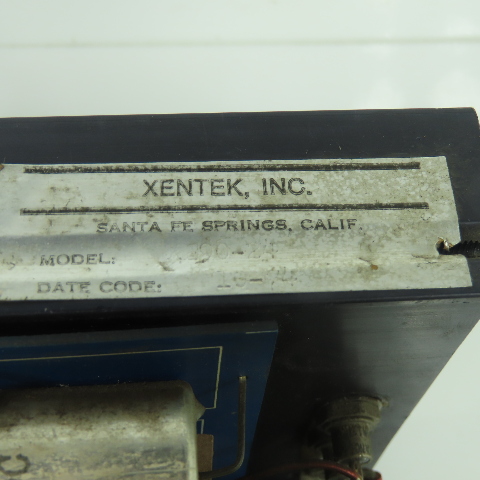 XENTEK, INC.
SANTA FE SPRINGS, CALIF.
MODEL:
DATE CODE:
C